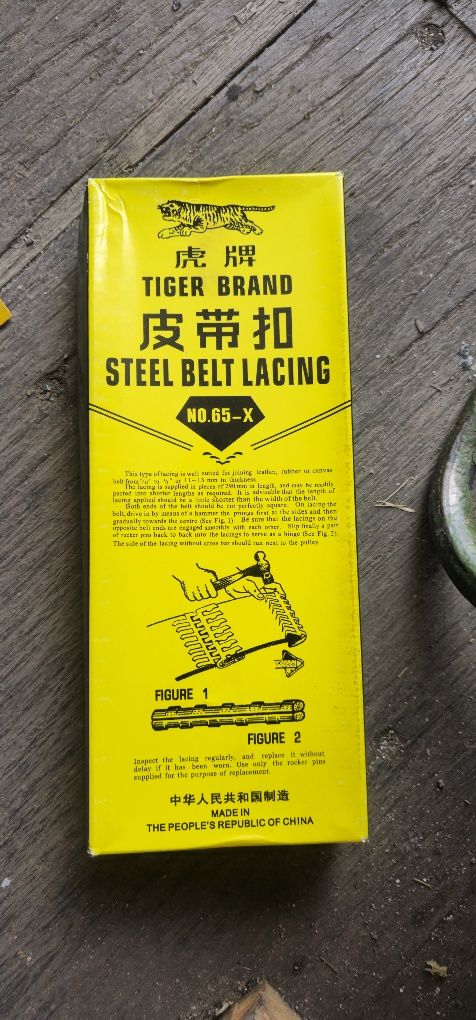 虎牌
TIGER BRAND
皮带扣
STEEL BELT LACING
NO.65-X
This type of lacing is well suited for joining leather, rubber or canvas
belt from to or 11-13 mm in thickness.
The lacing is supplied in pieces of 290mm in length, and may be readily
parted into shorter lengths as required. It is advisable that the length of
lacing applied should be a little shorter than the width of the belt.
Both ends of the belt should be cut perfectly square. On lacing the
belt, drive in by means of a hammer the prongs first at the sides and then
gradually towards the centre (See Fig. 1). Be sure that the lacings on the
opposite belt ends are engaged smoothly with each other. Slip finally a pair
of rocker pins back to back into the lacings to serve as a hinge (See Fig. 2).
The side of the lacing without cross bar should run next to the pulley.
FIGURE 1
FIGURE 2
Inspect the lacing regularly, and replace it without
delay if it has been worn. Use only the rocker pins
supplied for the purpose of replacement.
中华人民共和国制造
MADE IN
THE PEOPLE'S REPUBLIC OF CHINA